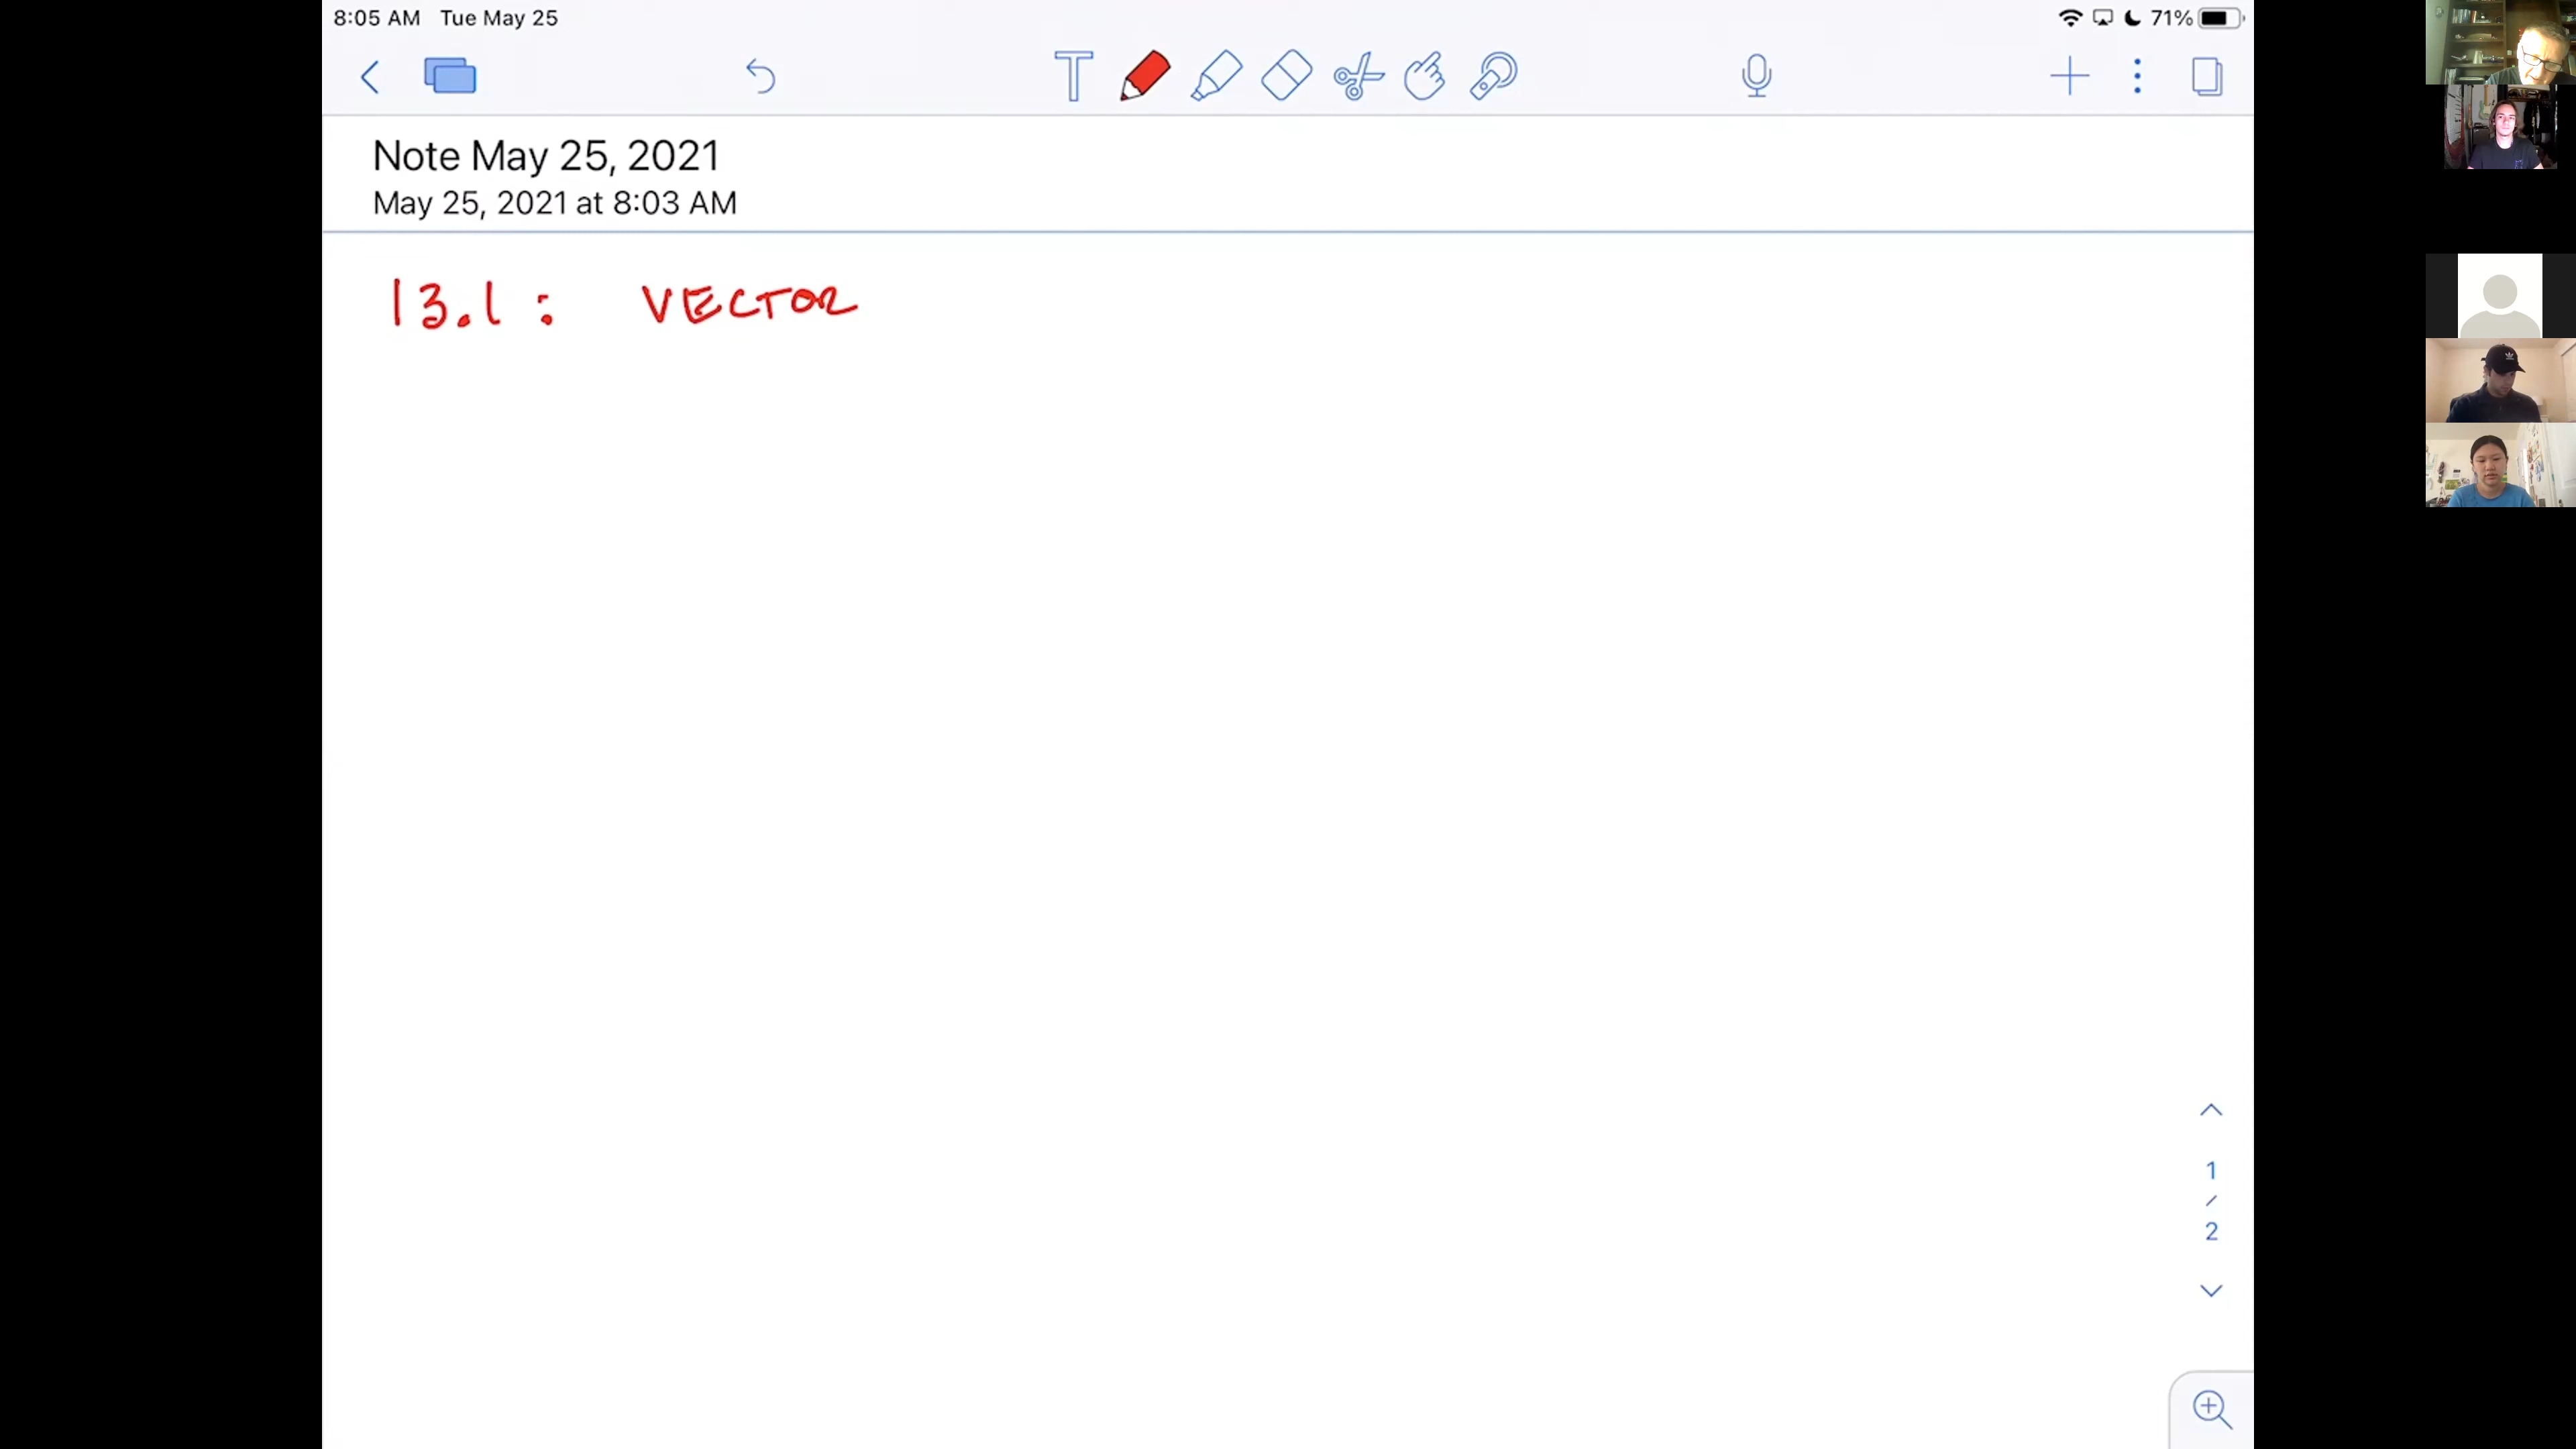 8:05 AM Tue May 25 71%
T
Note May 25, 2021
May 25, 2021 at 8:03 AM
13.1 : VECTOR
1
/
2